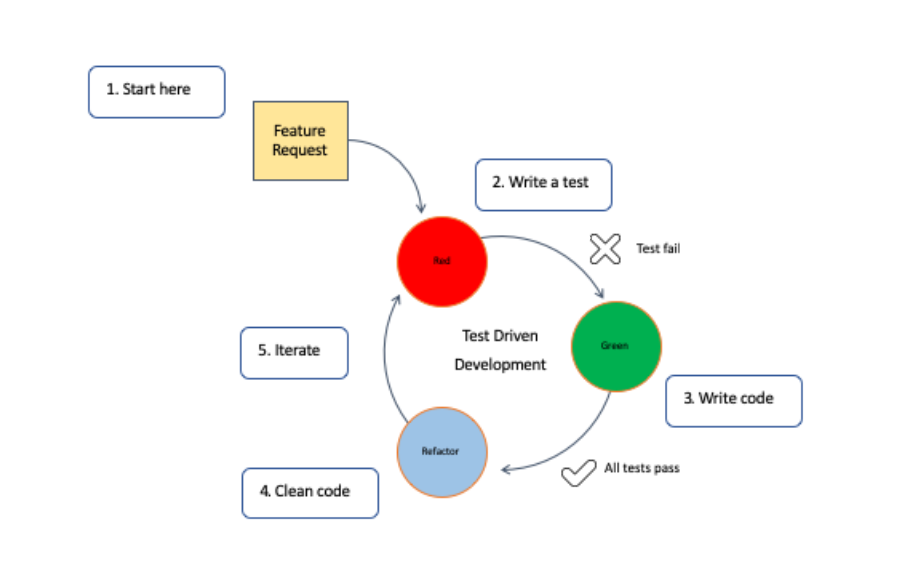 1. Start here
Feature
Request
2. Write a test
Red
Test fail
Test Driven
Development
Green
5. Iterate
3. Write code
Refactor
All tests pass
4. Clean code